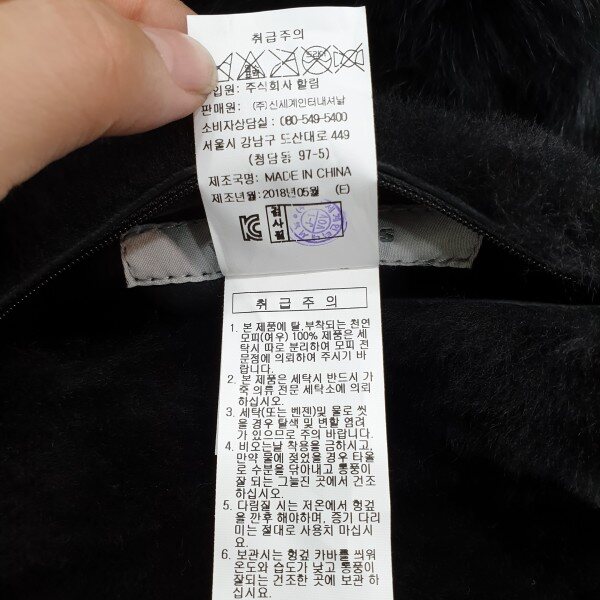 취급주의
입원: 주식회사 할림
판매원: (주)신세계인터내셔날
소비자상담실 : 080-549-5400
서울시 강남구 도산대로 449
(청담동 97-5)
제조국명: MADE IN CHINA
제조년월: 2018년05월 (E)
검사필
취 급 주 의
1. 본 제품에 탈,부착되는 천연
모피(여우) 100% 제품은 세
탁시 따로 분리하여 모피 전
문점에 의뢰하여 주시기 바
랍니다.
2. 본 제품은 세탁시 반드시 가
죽 의류 전문 세탁소에 의뢰
하십시오.
3. 세탁(또는 벤젠)및 물로 씻
을 경우 탈색 및 변할 염려
가 있으므로 주의 바랍니다.
4. 비오는날 착용을 금하시고,
만약 물에 젖었을 경우 타올
로 수분을 닦아내고 통풍이
잘 되는 그늘진 곳에서 건조
하십시오.
5. 다림질 시는 저온에서 헝겊
을 깐후 해야하며, 증기 다리
미는 절대로 사용치 마십시
요.
6. 보관시는 헝겊 카바를 씌워
온도와 습도가 낮고 통풍이
잘되는 건조한 곳에 보관 하
십시요.